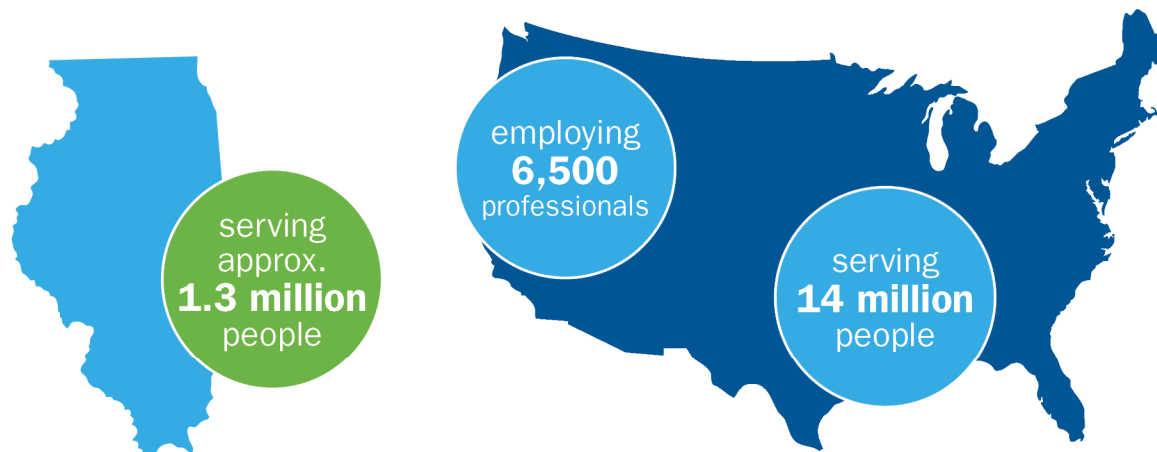 serving
approx.
1.3 million
people
employing
6,500
professionals
serving
14 million
people